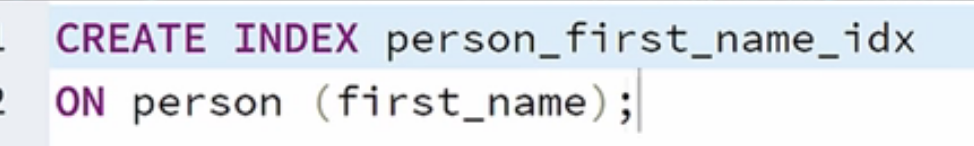 CREATE INDEX person_first_name_idx
ON person (first_name);